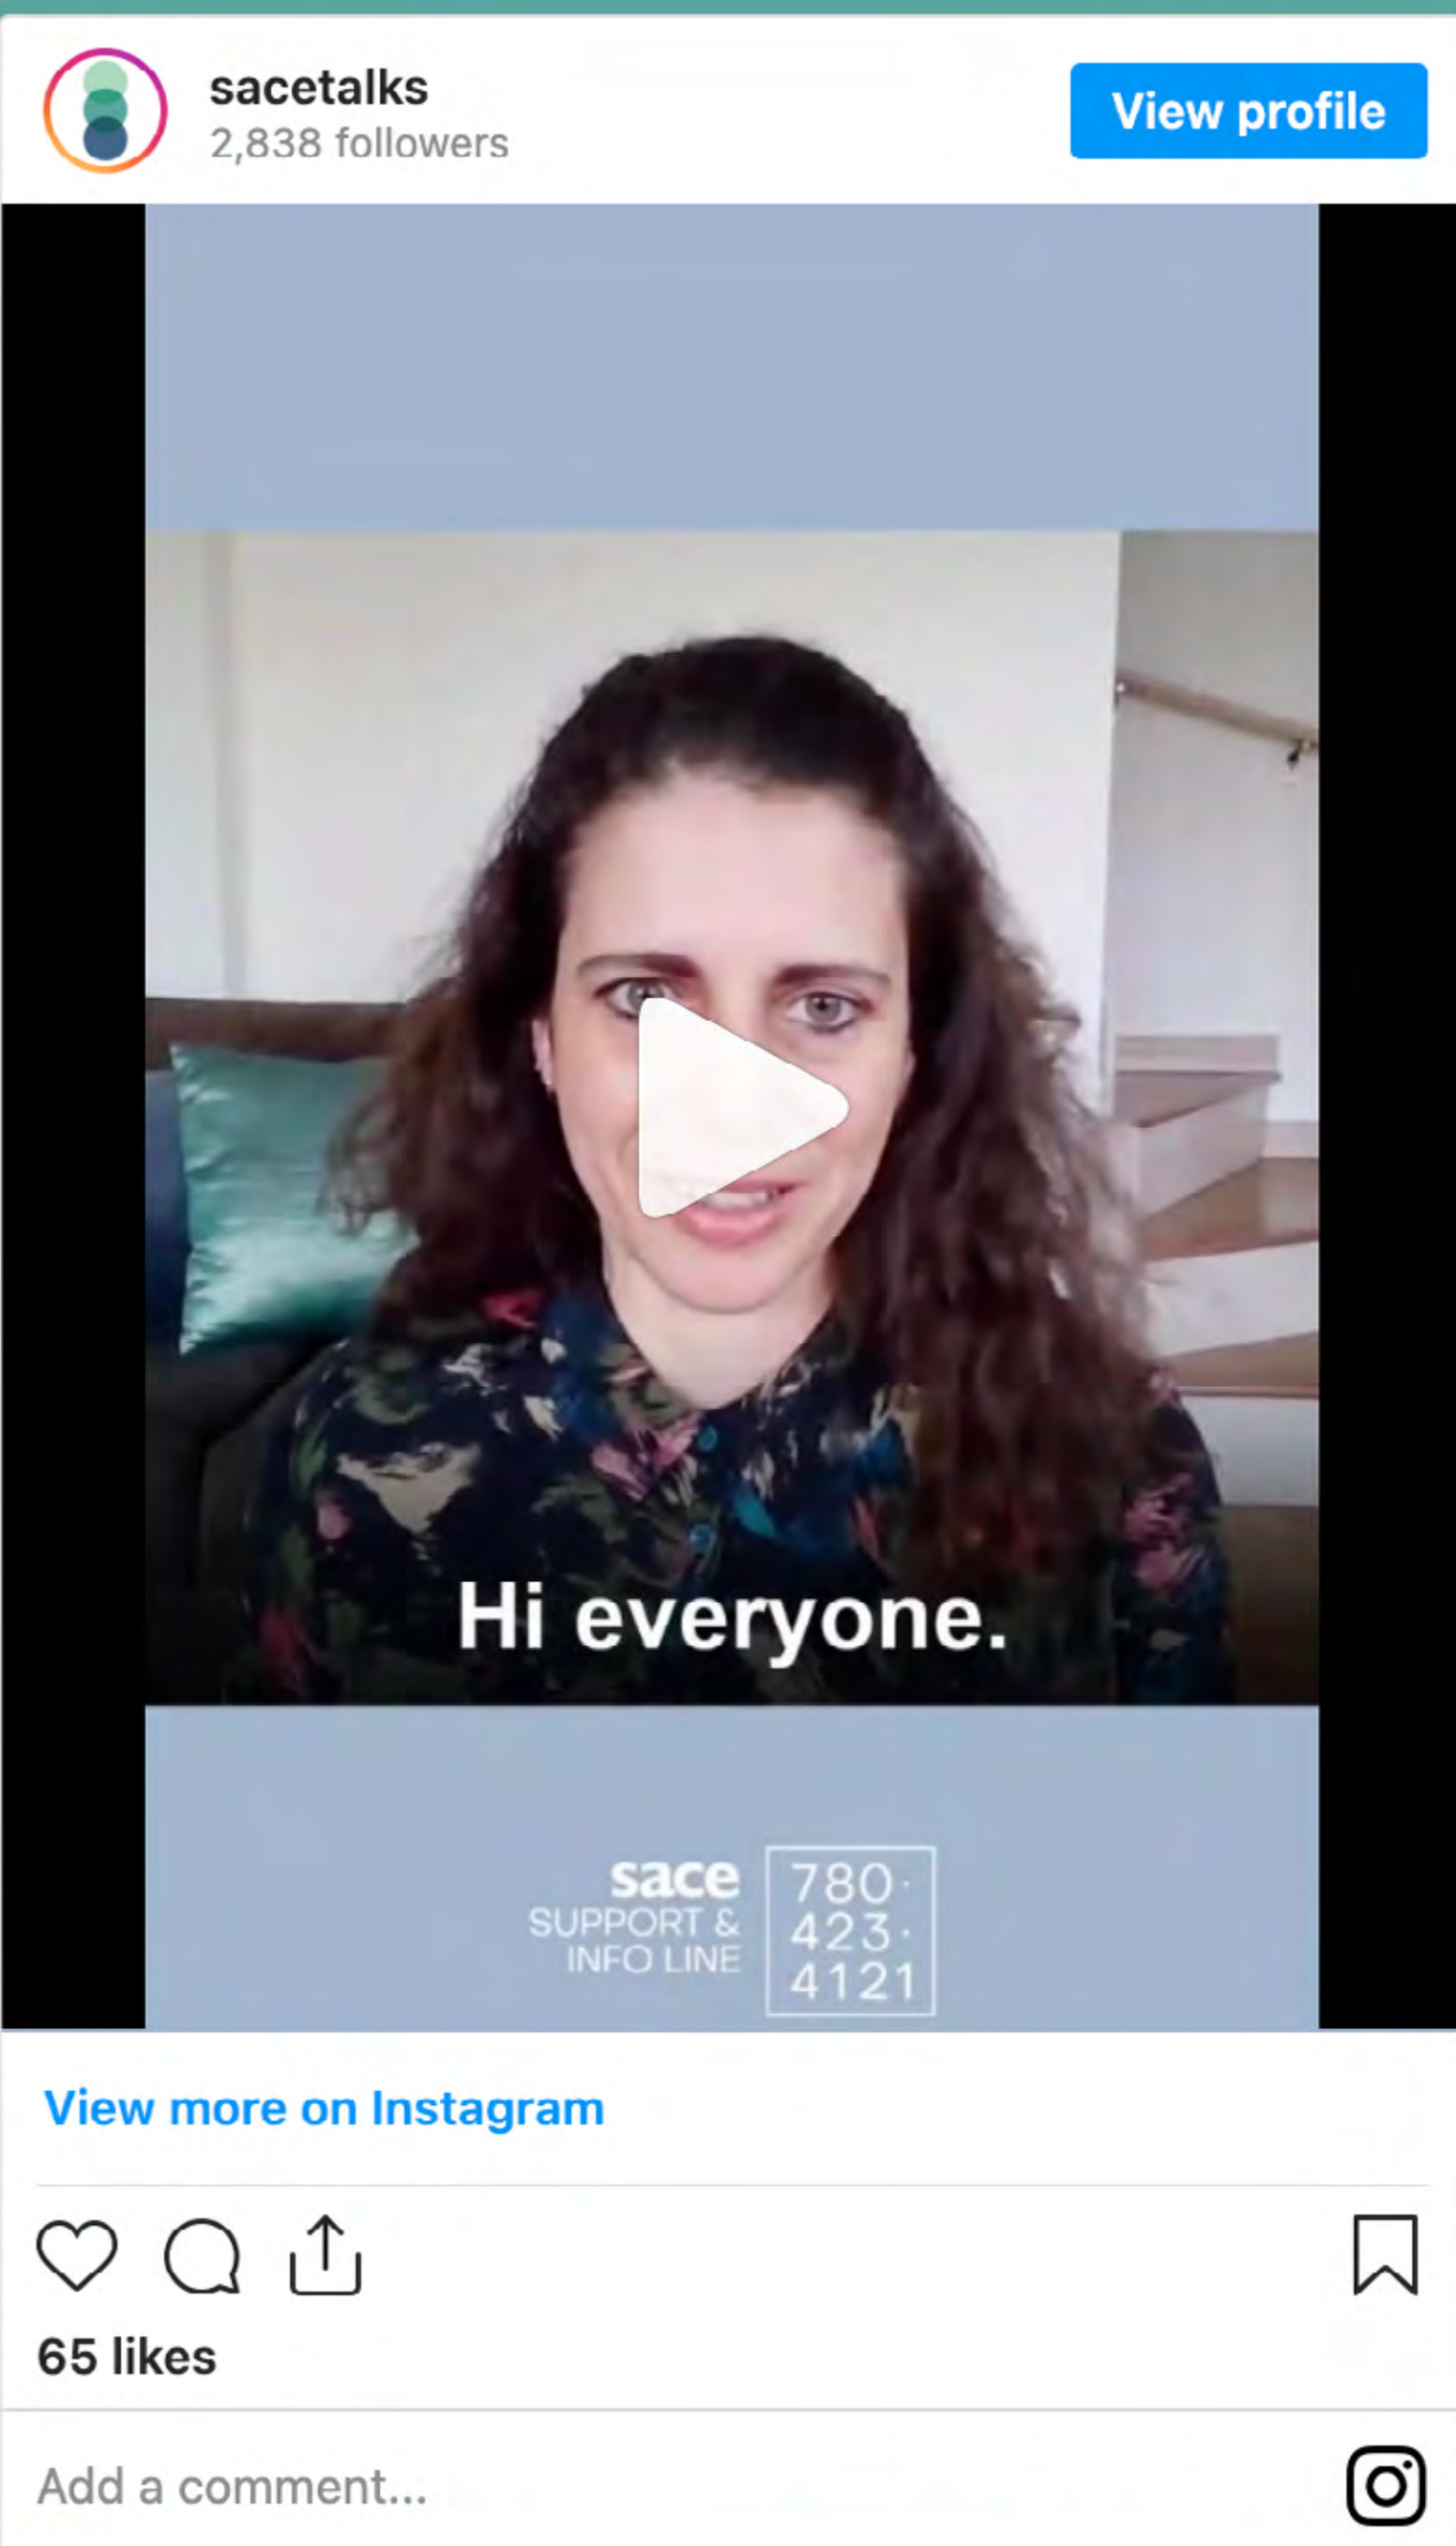 sacetalks
2,838 followers
View profile
Hi everyone.
sace
SUPPORT &
INFO LINE
780·
423·
4121
View more on Instagram
65 likes
Add a comment...